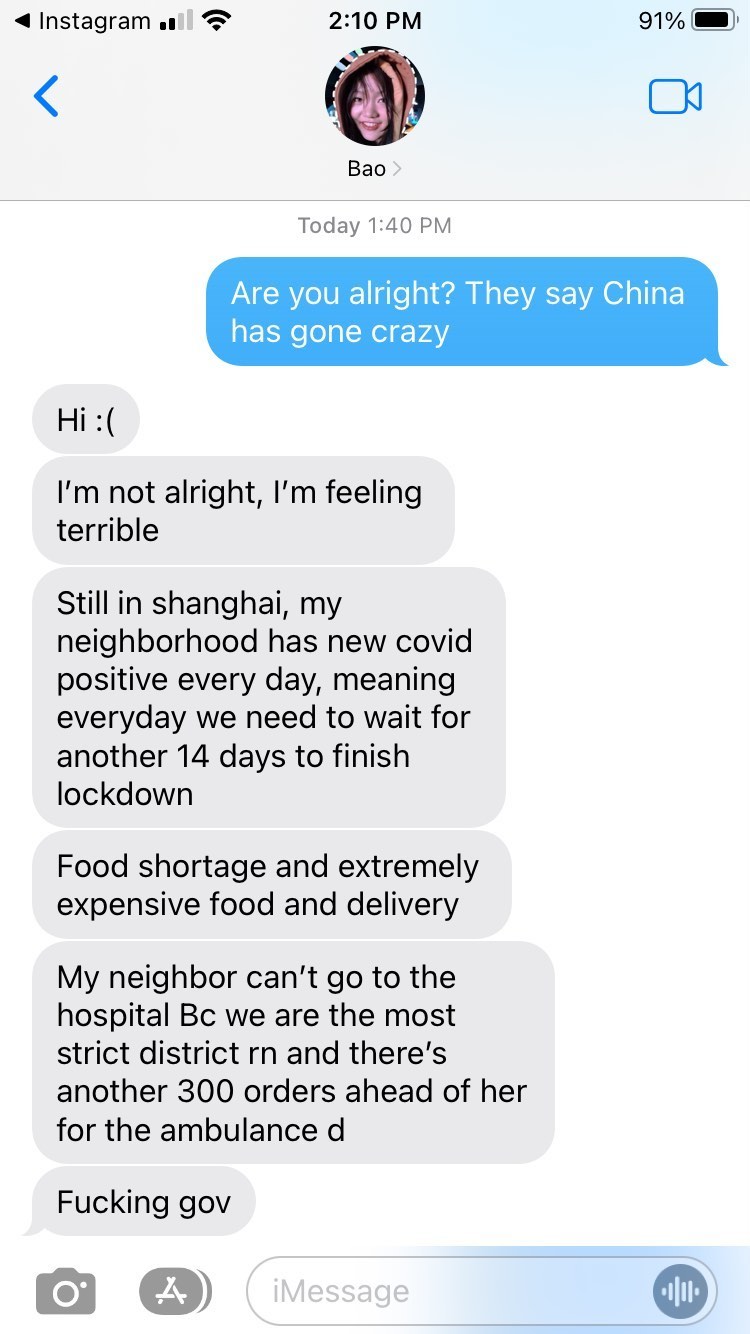 ◀ Instagram
2:10 PM
91%
Bao >
Today 1:40 PM
Are you alright? They say China
has gone crazy
Hi :(
I’m not alright, I’m feeling
terrible
Still in shanghai, my
neighborhood has new covid
positive every day, meaning
everyday we need to wait for
another 14 days to finish
lockdown
Food shortage and extremely
expensive food and delivery
My neighbor can’t go to the
hospital Bc we are the most
strict district rn and there’s
another 300 orders ahead of her
for the ambulance d
Fucking gov
iMessage